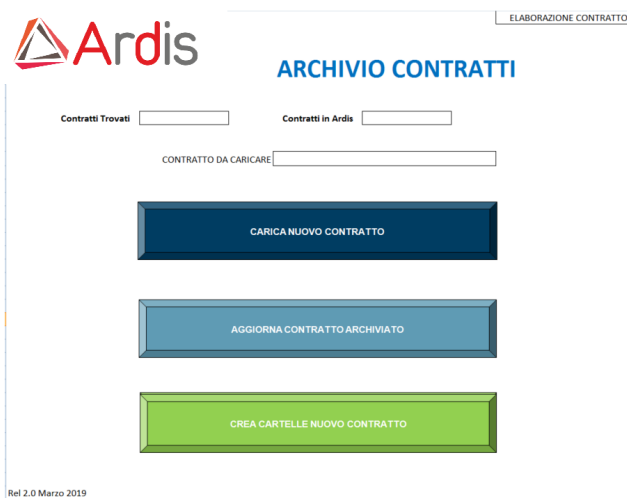 ELABORAZIONE CONTRATTO
Ardis
ARCHIVIO CONTRATTI
Contratti Trovati
Contratti in Ardis
CONTRATTO DA CARICARE
CARICA NUOVO CONTRATTO
AGGIORNA CONTRATTO ARCHIVIATO
CREA CARTELLE NUOVO CONTRATTO
Rel 2.0 Marzo 2019